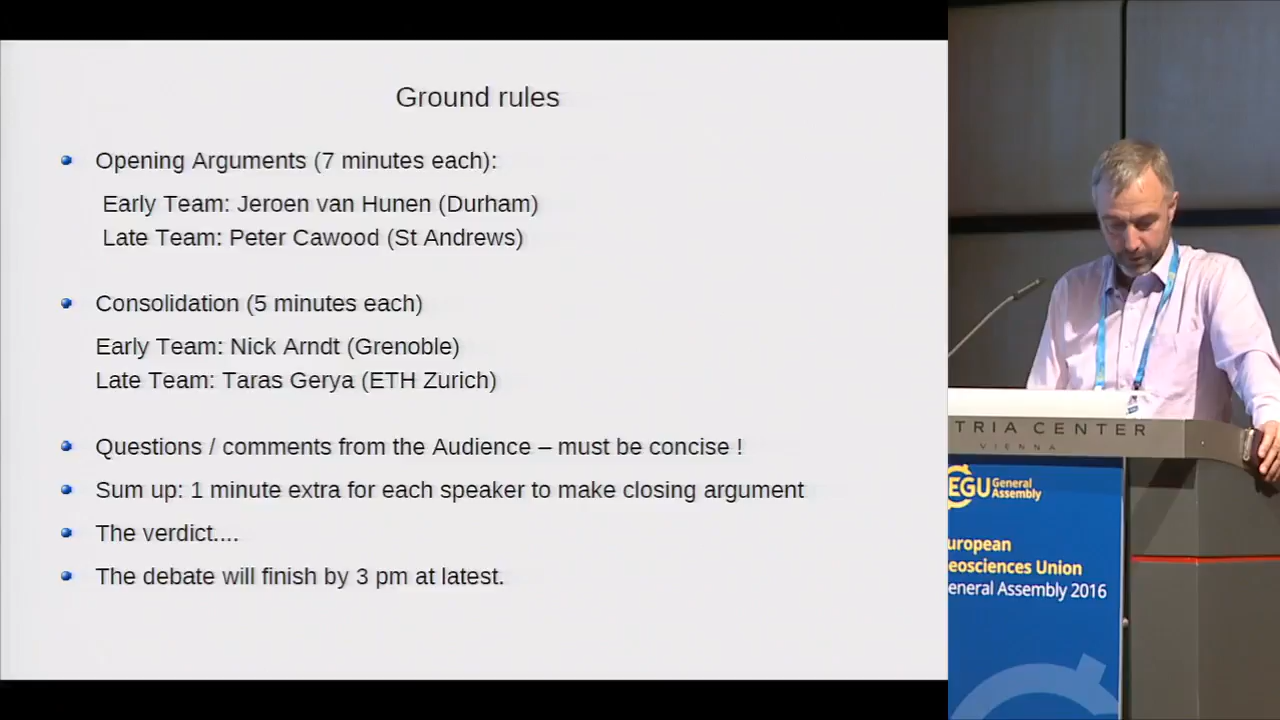 Ground rules
Opening Arguments (7 minutes each):
Early Team: Jeroen van Hunen (Durham)
Late Team: Peter Cawood (St Andrews)
Consolidation (5 minutes each)
Early Team: Nick Arndt (Grenoble)
Late Team: Taras Gerya (ETH Zurich)
Questions / comments from the Audience – must be concise !
Sum up: 1 minute extra for each speaker to make closing argument
The verdict....
The debate will finish by 3 pm at latest.
TRIA CENTER
VIENNA
EGU General
Assembly
uropean
eosciences Union
eneral Assembly 2016